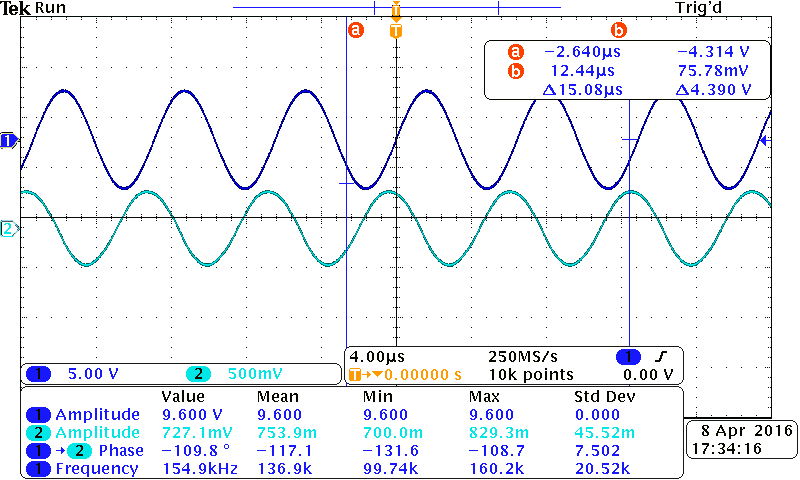 Tek Run Trig'd
T
a T b
a −2.640µs −4.314 V
b 12.44µs 75.78mV
Δ15.08µs Δ4.390 V
1
2
1 5.00 V 2 500mV
4.00µs 250MS/s 1
T→▼0.00000 s 10k points 0.00 V
Value Mean Min Max Std Dev
1 Amplitude 9.600 V 9.600 9.600 9.600 0.000
2 Amplitude 727.1mV 753.9m 700.0m 829.3m 45.52m
1 → 2 Phase −109.8 ° −117.1 −131.6 −108.7 7.502
1 Frequency 154.9kHz 136.9k 99.74k 160.2k 20.52k
8 Apr 2016
17:34:16